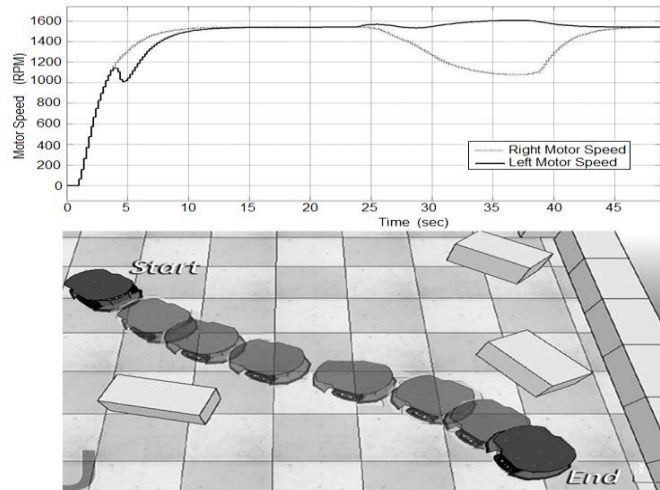 1600
1400
1200
1000
800
600
400
200
0
Motor Speed (RPM)
Right Motor Speed
Left Motor Speed
0 5 10 15 20 25 30 35 40 45
Time (sec)
Start
End